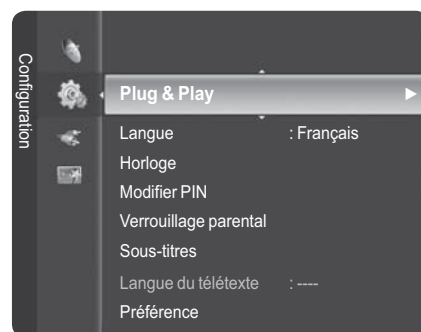 Configuration
Plug & Play
Langue : Français
Horloge
Modifier PIN
Verrouillage parental
Sous-titres
Langue du télétexte : ----
Préférence